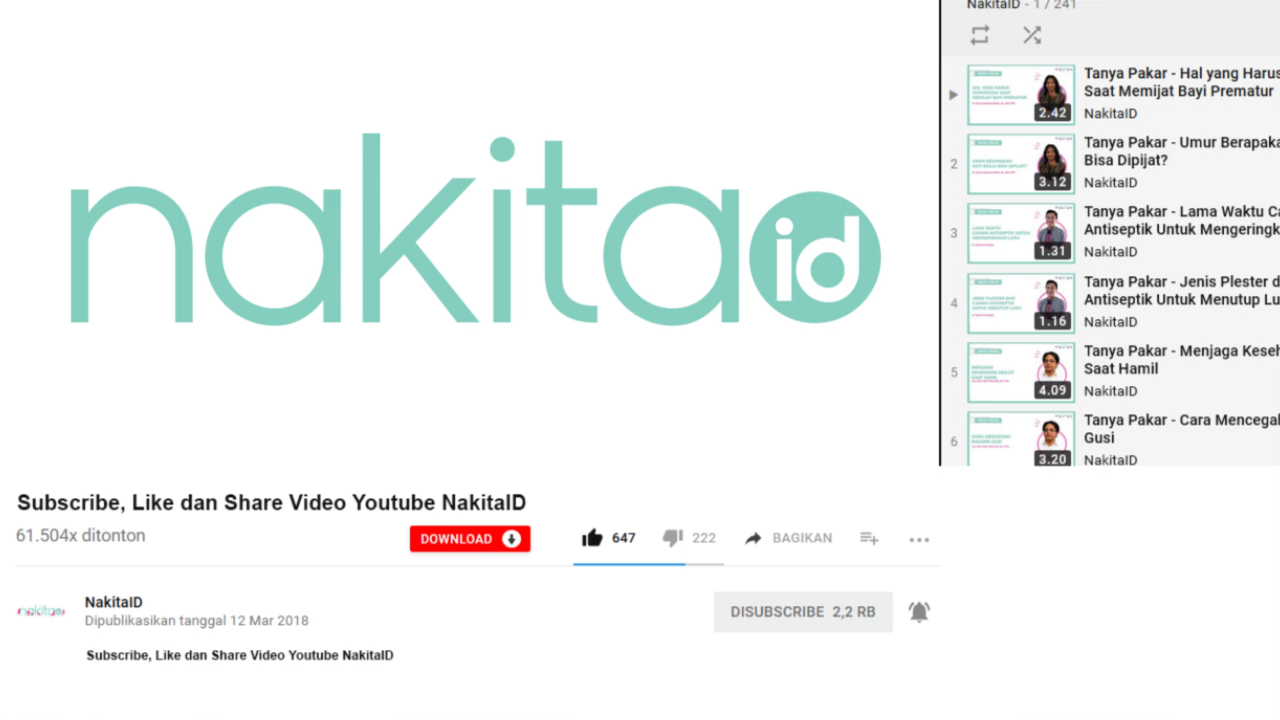 nakita id
NakitaID - 1 / 241
Tanya Pakar - Hal yang Harus
Saat Memijat Bayi Prematur
NakitaID
2.42
2
Tanya Pakar - Umur Berapaka
Bisa Dipijat?
NakitaID
3.12
3
Tanya Pakar - Lama Waktu Ca
Antiseptik Untuk Mengeringk
NakitaID
1.31
4
Tanya Pakar - Jenis Plester d
Antiseptik Untuk Menutup Lu
NakitaID
1.16
5
Tanya Pakar - Menjaga Keseh
Saat Hamil
NakitaID
4.09
6
Tanya Pakar - Cara Mencegah
Gusi
NakitaID
3.20
Subscribe, Like dan Share Video Youtube NakitaID
61.504x ditonton
DOWNLOAD
647
222
BAGIKAN
nakita
NakitaID
Dipublikasikan tanggal 12 Mar 2018
DISUBSCRIBE 2,2 RB
Subscribe, Like dan Share Video Youtube NakitaID